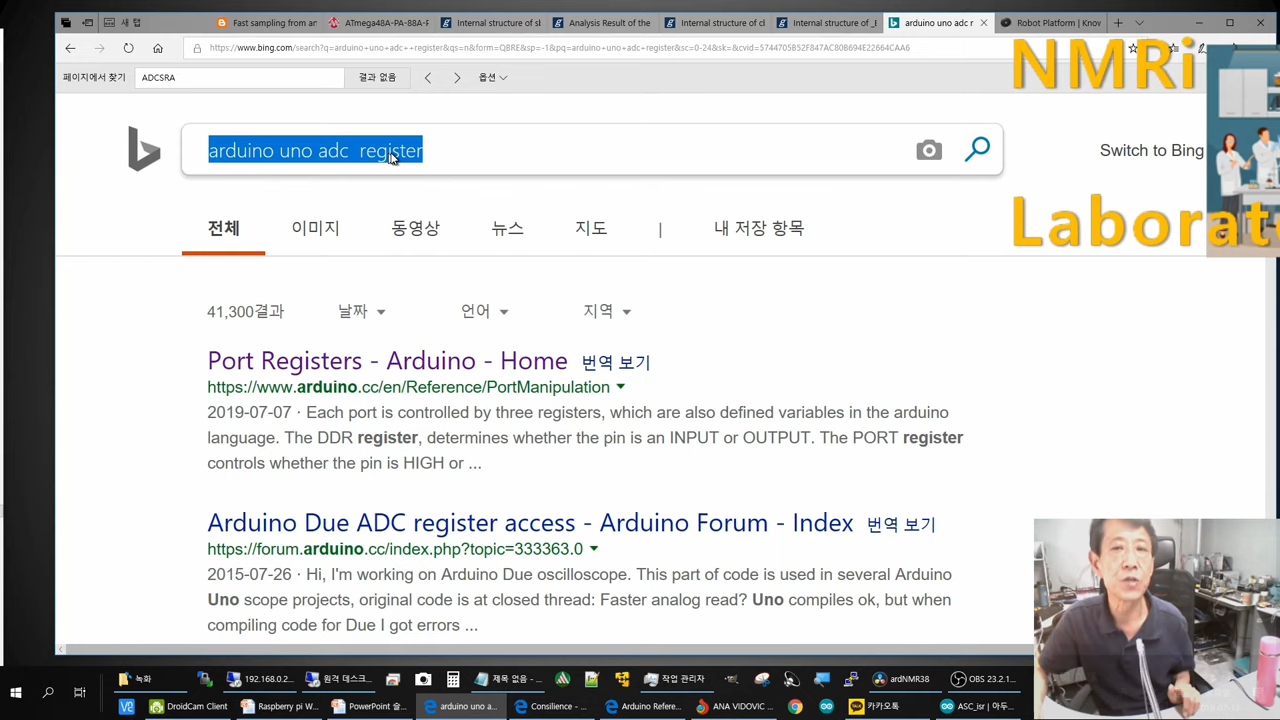 새 탭
Fast sampling from an
ATmega48A-PA-88A-F
Internal structure of sl
Analysis Result of the
Internal structure of cl
Internal structure of _E
arduino uno adc r
Robot Platform | Knov
https://www.bing.com/search?q=arduino+uno+adc++register&qs=n&form=QBRE&sp=-1&pq=arduino+uno+adc+register&sc=0-24&sk=&cvid=5744705B52F847AC80B694E22664CAA6
페이지에서 찾기
ADCSRA
결과 없음
옵션
NMRi
arduino uno adc  register
Switch to Bing
Laborat
전체
이미지
동영상
뉴스
지도
|
내 저장 항목
41,300결과
날짜
언어
지역
Port Registers - Arduino - Home 번역 보기
https://www.arduino.cc/en/Reference/PortManipulation
2019-07-07 · Each port is controlled by three registers, which are also defined variables in the arduino
language. The DDR register, determines whether the pin is an INPUT or OUTPUT. The PORT register
controls whether the pin is HIGH or ...
Arduino Due ADC register access - Arduino Forum - Index 번역 보기
https://forum.arduino.cc/index.php?topic=333363.0
2015-07-26 · Hi, I'm working on Arduino Due oscilloscope. This part of code is used in several Arduino
Uno scope projects, original code is at closed thread: Faster analog read? Uno compiles ok, but when
compiling code for Due I got errors ...
녹화
192.168.0.2...
원격 데스크...
제목 없음 - ...
작업 관리자
ardNMR38
OBS 23.2.1...
DroidCam Client
Raspberry pi W...
PowerPoint 슬...
arduino uno a...
Consilience - ...
Arduino Refere...
ANA VIDOVIC ...
카카오톡
ASC_isr | 아두...